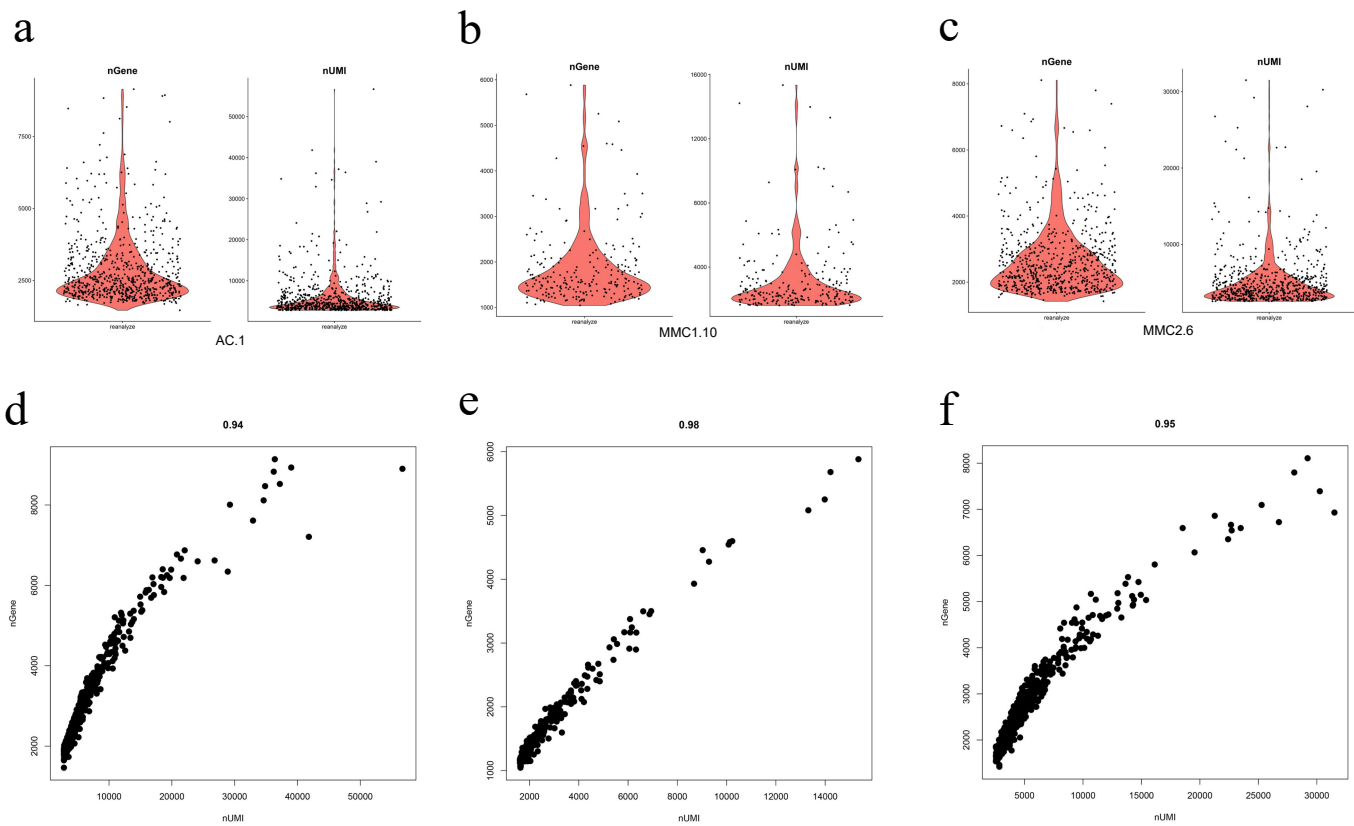 a
nGene
nUMI
7500
5000
2500
50000
40000
30000
20000
10000
reanalyze
reanalyze
AC.1
b
nGene
nUMI
6000
5000
4000
3000
2000
1000
16000
12000
8000
4000
reanalyze
reanalyze
MMC1.10
c
nGene
nUMI
8000
6000
4000
2000
30000
20000
10000
reanalyze
reanalyze
MMC2.6
d
0.94
nGene
8000
6000
4000
2000
10000 20000 30000 40000 50000
nUMI
e
0.98
nGene
6000
5000
4000
3000
2000
1000
2000 4000 6000 8000 10000 12000 14000
nUMI
f
0.95
nGene
8000
7000
6000
5000
4000
3000
2000
5000 10000 15000 20000 25000 30000
nUMI